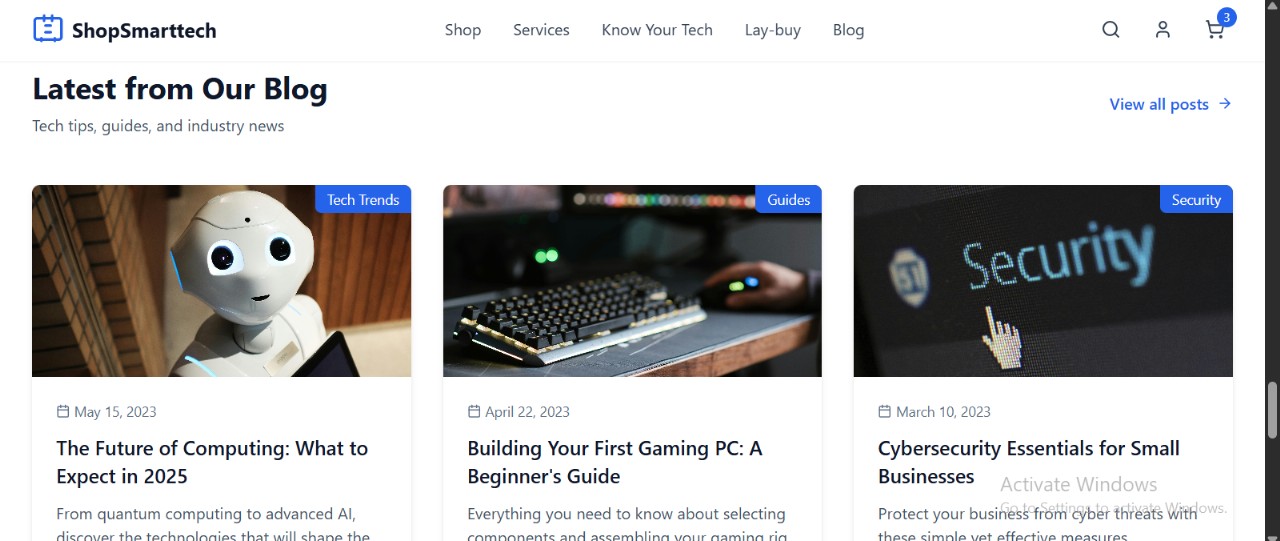 ShopSmarttech
Shop Services Know Your Tech Lay-buy Blog
3
Latest from Our Blog
View all posts
Tech tips, guides, and industry news
Tech Trends
Guides
Security
Security
May 15, 2023
April 22, 2023
March 10, 2023
The Future of Computing: What to
Expect in 2025
Building Your First Gaming PC: A
Beginner's Guide
Cybersecurity Essentials for Small
Businesses
Activate Windows
Go to Settings to activate Windows.
From quantum computing to advanced AI,
discover the technologies that will shape the
Everything you need to know about selecting
components and assembling your gaming rig
Protect your business from cyber threats with
these simple yet effective measures